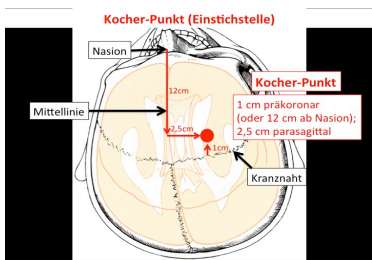 Kocher-Punkt (Einstichstelle)
Nasion
12cm
Mittellinie
2,5cm
1cm
Kocher-Punkt
1 cm präkoronar
(oder 12 cm ab Nasion);
2,5 cm parasagittal
Kranznaht